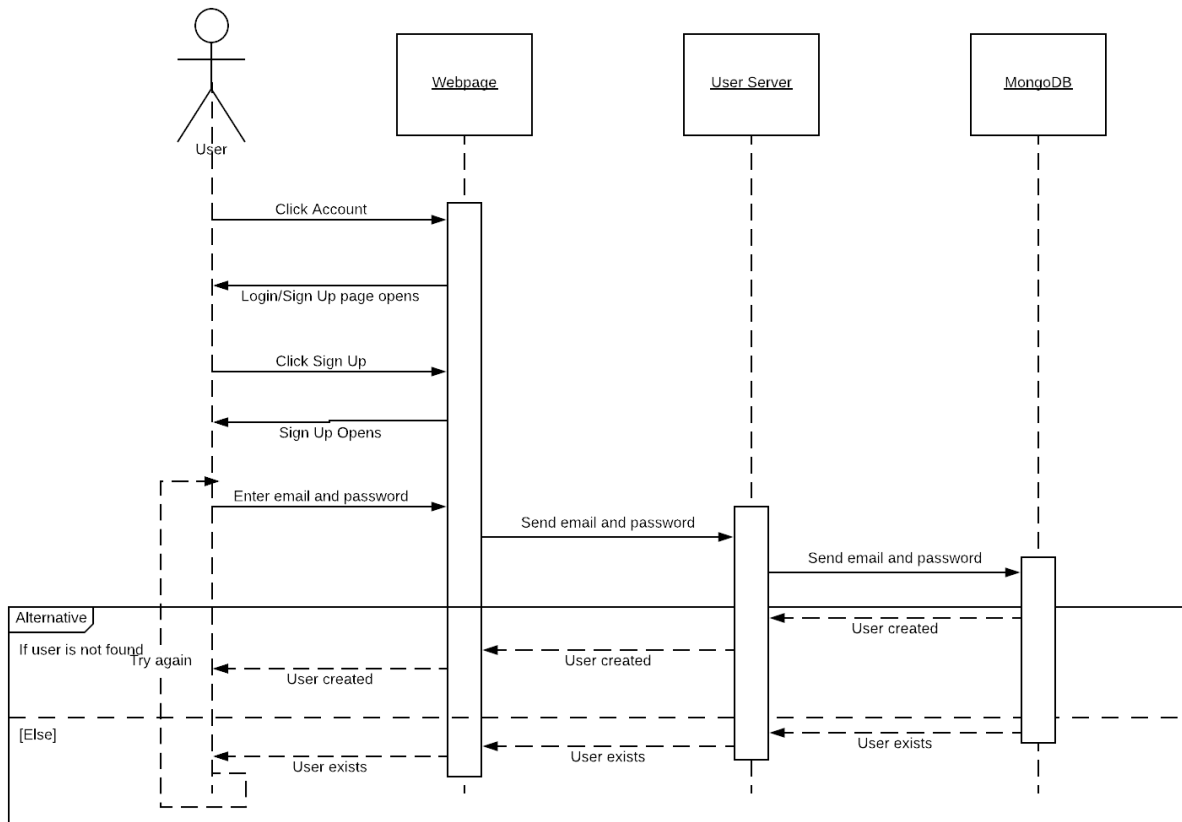 Webpage
User Server
MongoDB
User
Click Account
Login/Sign Up page opens
Click Sign Up
Sign Up Opens
Enter email and password
Send email and password
Send email and password
Alternative
User created
If user is not found
Try again
User created
User created
[Else]
User exists
User exists
User exists